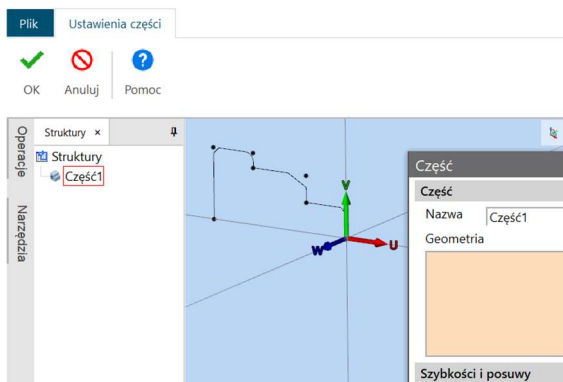 Plik
Ustawienia części
OK
Anuluj
Pomoc
Operacje
Narzędzia
Struktury ×
Struktury
Część1
V
U
W
Część
Część
Nazwa
Część1
Geometria
Szybkości i posuwy